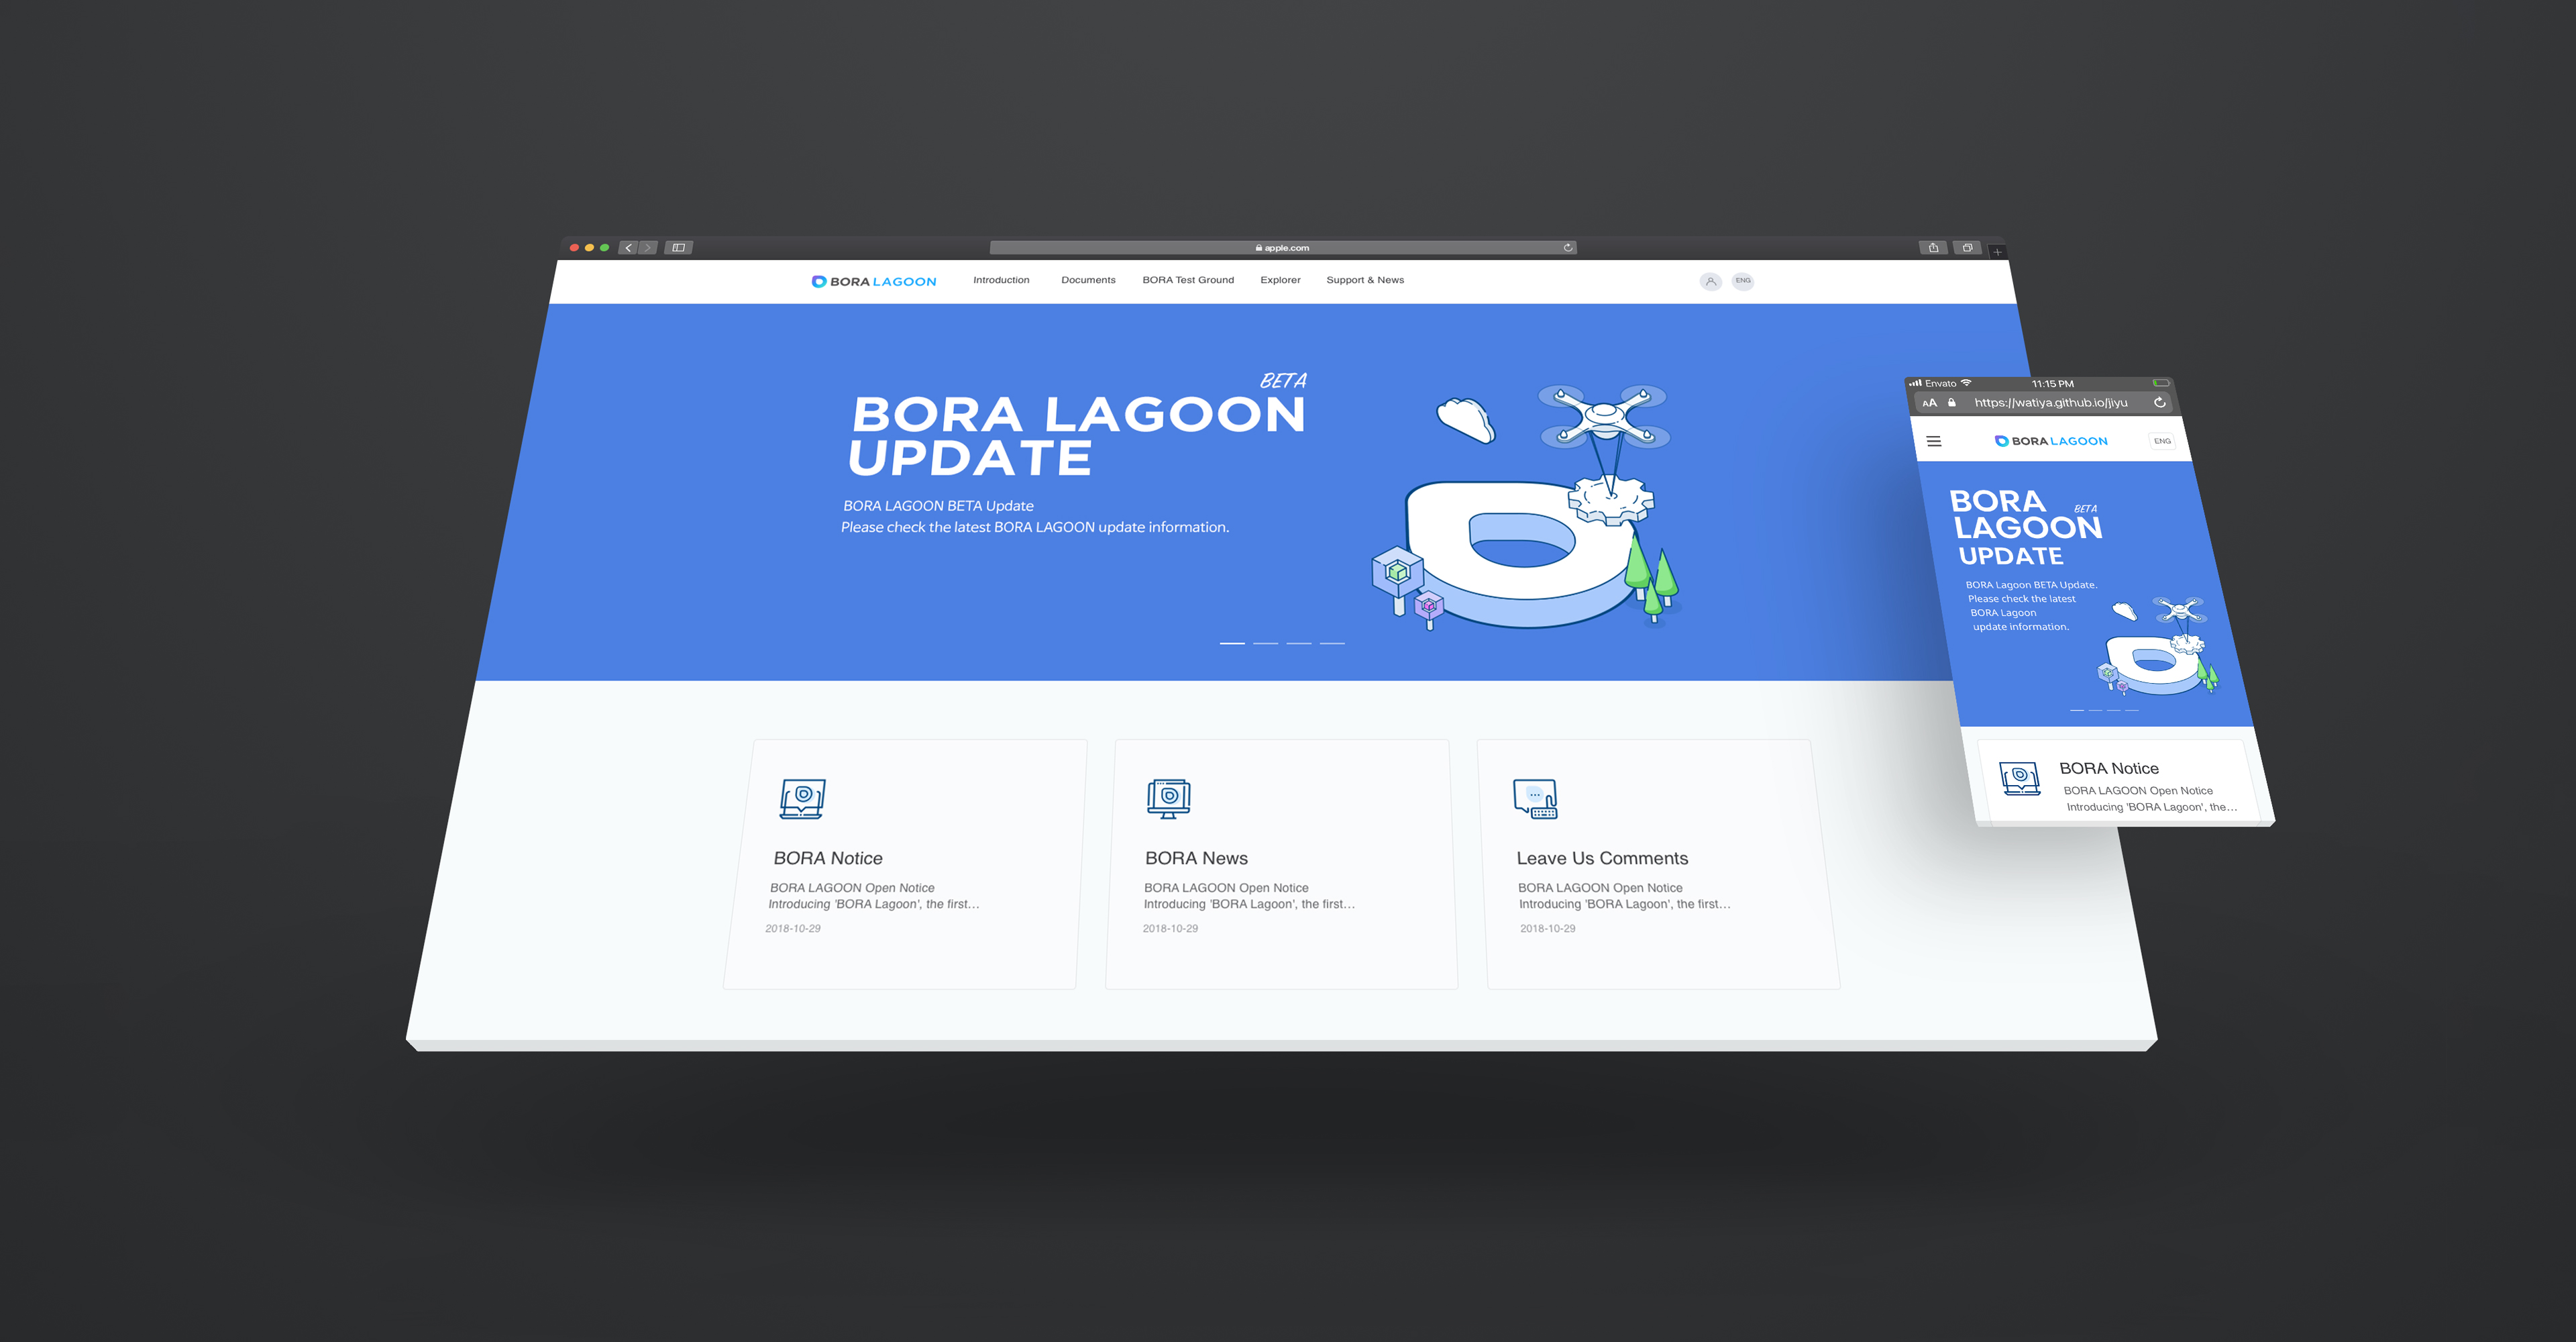 apple.com
BORA LAGOON
Introduction
Documents
BORA Test Ground
Explorer
Support & News
ENG
BETA
BORA LAGOON
UPDATE
BORA LAGOON BETA Update
Please check the latest BORA LAGOON update information.
BORA Notice
BORA LAGOON Open Notice
Introducing 'BORA Lagoon', the first...
2018-10-29
BORA News
BORA LAGOON Open Notice
Introducing 'BORA Lagoon', the first...
2018-10-29
Leave Us Comments
BORA LAGOON Open Notice
Introducing 'BORA Lagoon', the first...
2018-10-29
Envato
11:15 PM
AA
https://watiya.github.io/jiyu
BORA LAGOON
ENG
BORA
BETA
LAGOON
UPDATE
BORA Lagoon BETA Update.
Please check the latest
BORA Lagoon
update information.
BORA Notice
BORA LAGOON Open Notice
Introducing 'BORA Lagoon', the...